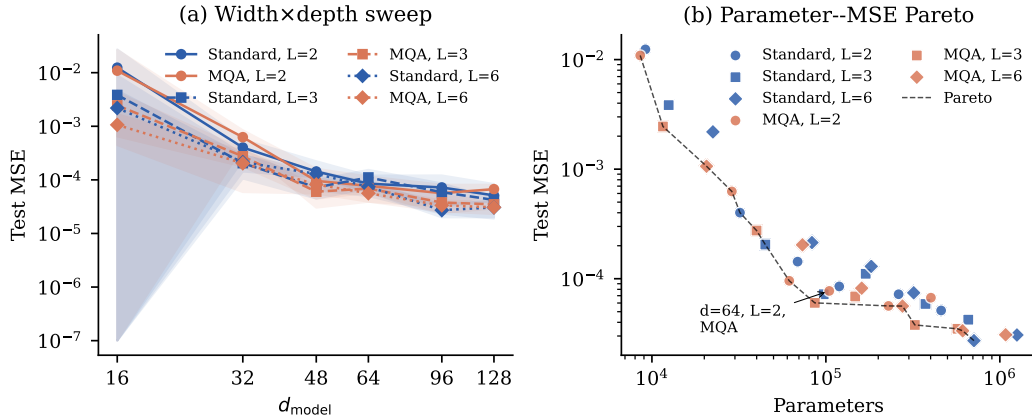 (a) Width×depth sweep
Test MSE
10⁻²
10⁻³
10⁻⁴
10⁻⁵
10⁻⁶
10⁻⁷
Standard, L=2
MQA, L=2
Standard, L=3
MQA, L=3
Standard, L=6
MQA, L=6
16
32
48
64
96
128
d_model
(b) Parameter--MSE Pareto
Test MSE
10⁻²
10⁻³
10⁻⁴
Standard, L=2
Standard, L=3
Standard, L=6
MQA, L=2
MQA, L=3
MQA, L=6
Pareto
d=64, L=2,
MQA
10⁴
10⁵
10⁶
Parameters